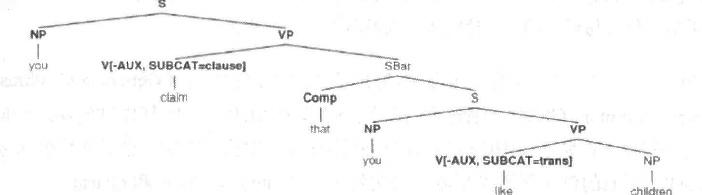 S
NP VP
you V[-AUX, SUBCAT=clause] SBar
claim Comp S
that NP VP
you V[-AUX, SUBCAT=trans] NP
like children